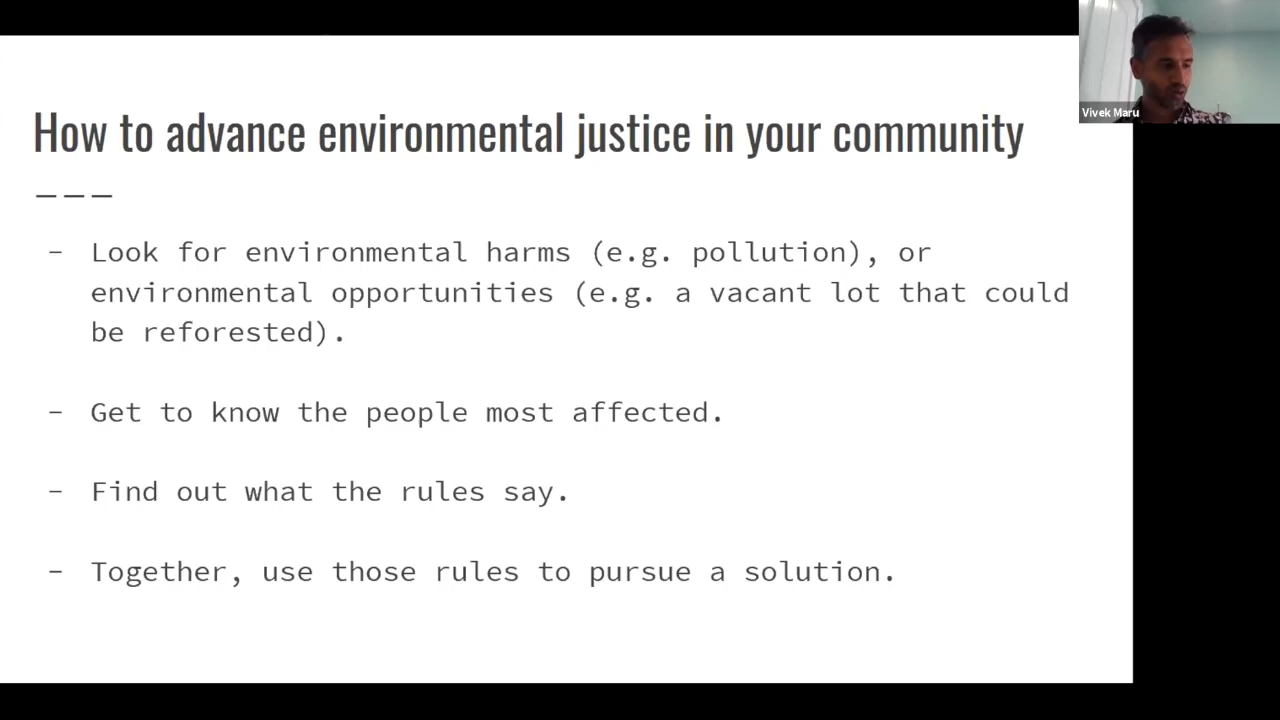 How to advance environmental justice in your community
– Look for environmental harms (e.g. pollution), or
environmental opportunities (e.g. a vacant lot that could
be reforested).
– Get to know the people most affected.
– Find out what the rules say.
– Together, use those rules to pursue a solution.
Vivek Maru